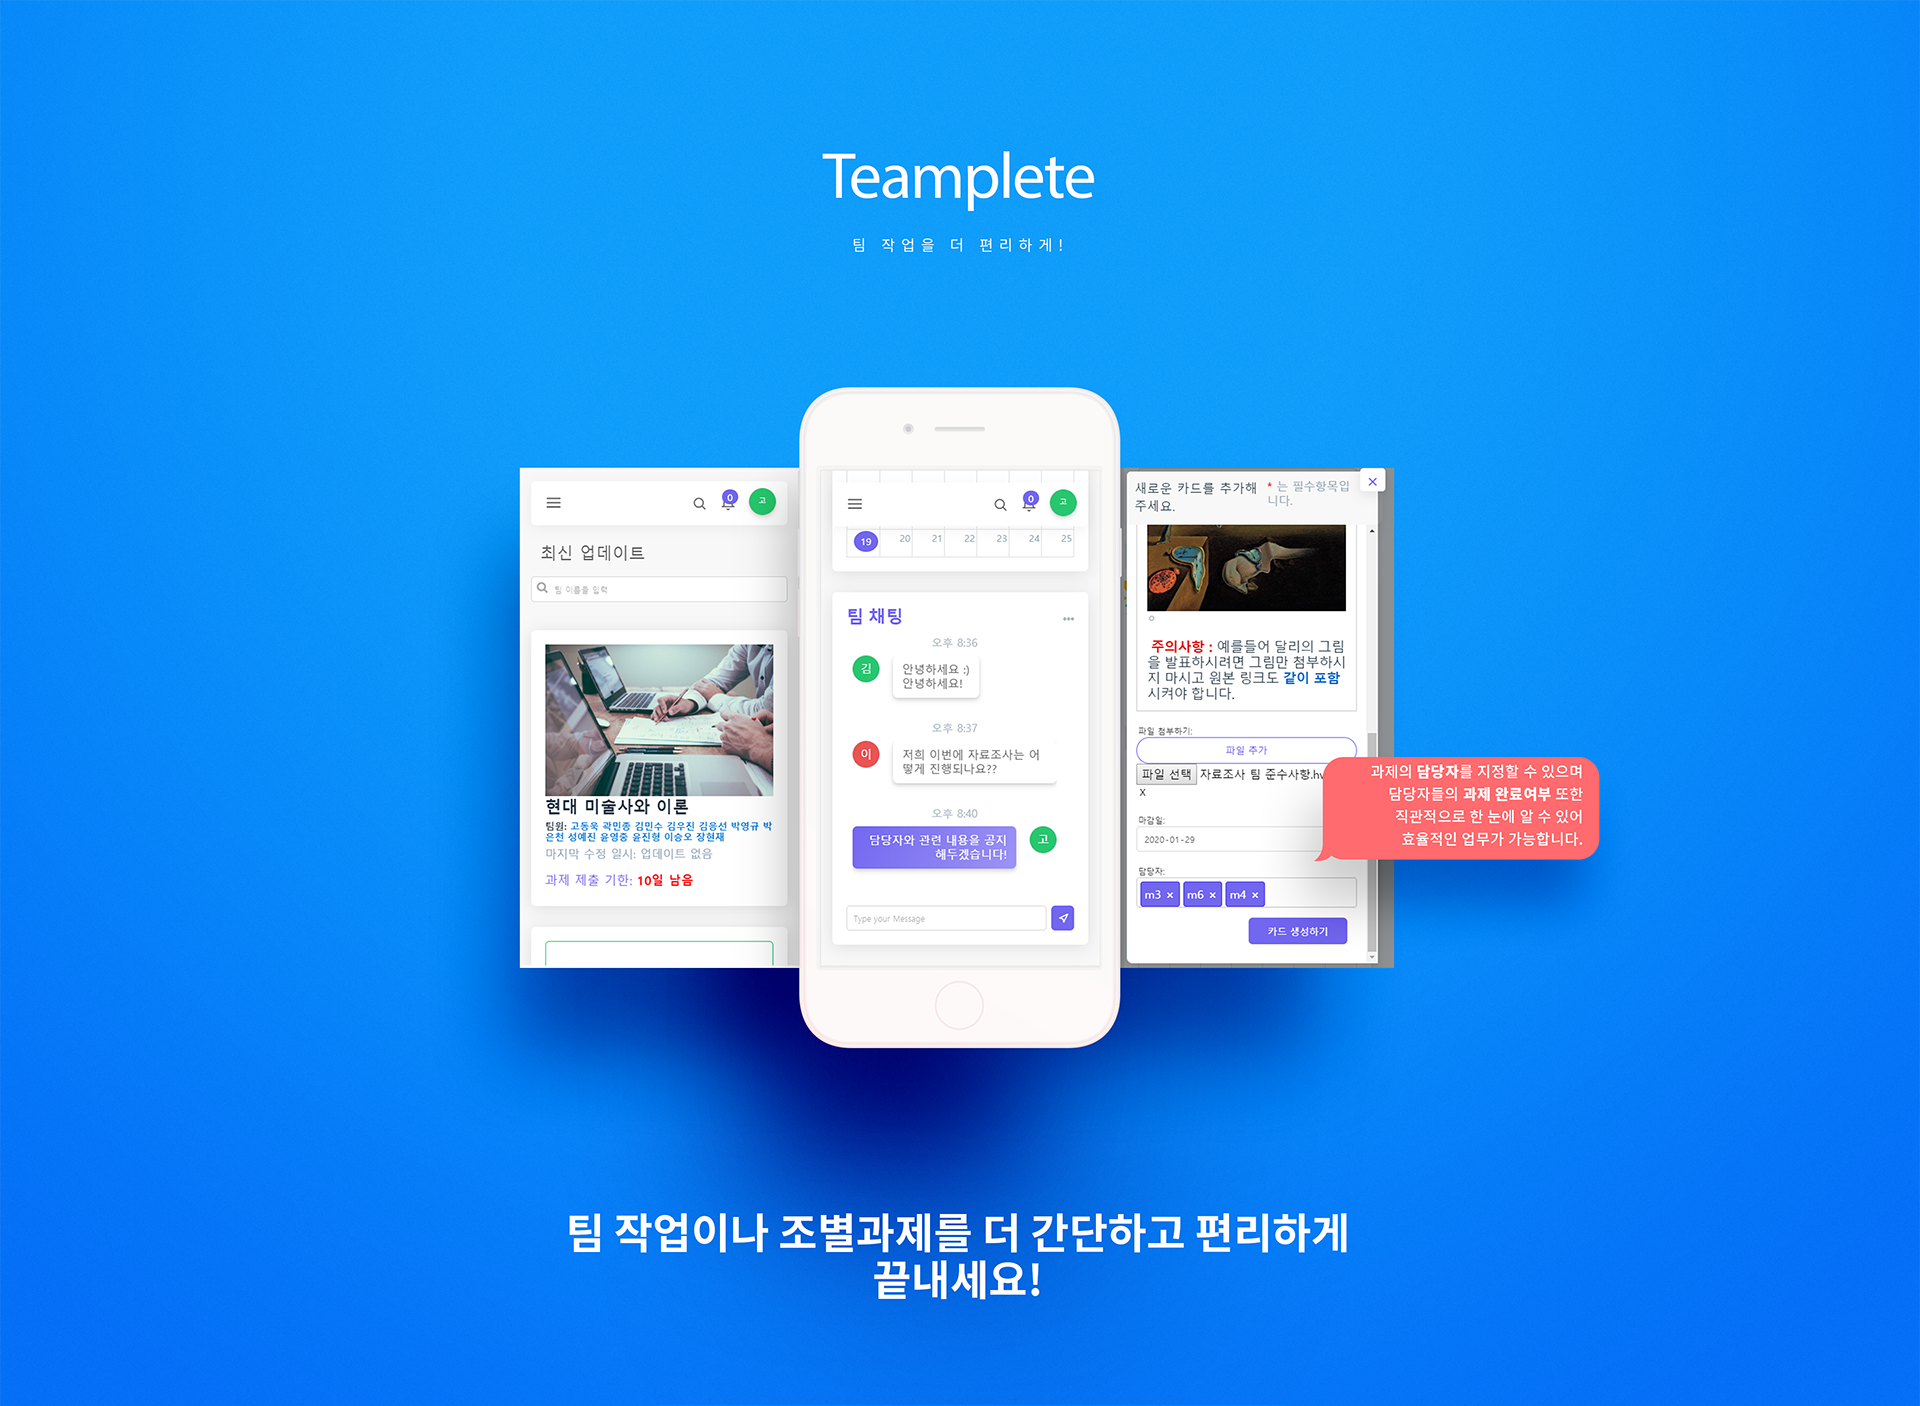 Teamplete
팀 작업을 더 편리하게!
0
고
최신 업데이트
팀 이름을 입력
현대 미술사와 이론
팀원: 고동욱 곽민종 김민수 김우진 김응선 박영규 박
은천 성예진 윤영중 윤진형 이승오 장현재
마지막 수정 일시: 업데이트 없음
과제 제출 기한: 10일 남음
0
고
19 20 21 22 23 24 25
팀 채팅
오후 8:36
김
안녕하세요 :)
안녕하세요!
오후 8:37
이
저희 이번에 자료조사는 어
떻게 진행되나요??
오후 8:40
담당자와 관련 내용을 공지
해두겠습니다!
고
Type your Message
새로운 카드를 추가해
주세요.
* 는 필수항목입
니다.
주의사항 : 예를들어 달리의 그림
을 발표하시려면 그림만 첨부하시
지 마시고 원본 링크도 같이 포함
시켜야 합니다.
파일 첨부하기:
파일 추가
파일 선택 자료조사 팀 준수사항.hv
X
마감일:
2020-01-29
담당자:
m3 × m6 × m4 ×
카드 생성하기
과제의 담당자를 지정할 수 있으며
담당자들의 과제 완료여부 또한
직관적으로 한 눈에 알 수 있어
효율적인 업무가 가능합니다.
팀 작업이나 조별과제를 더 간단하고 편리하게
끝내세요!